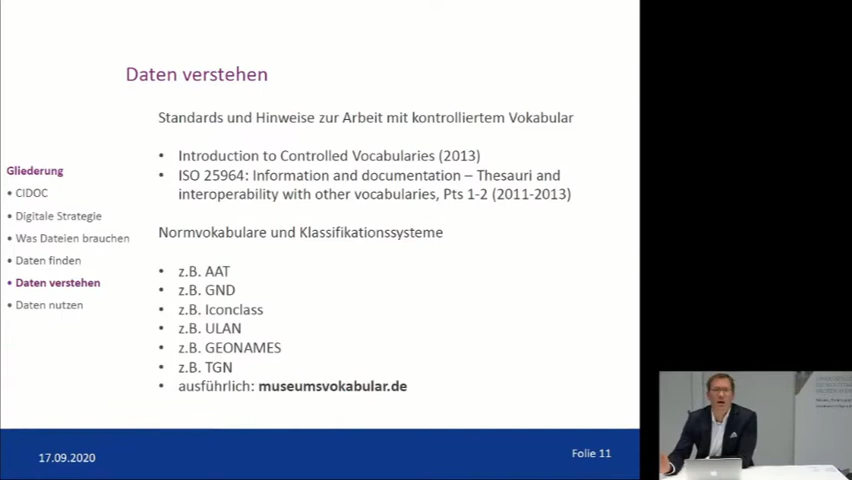 Daten verstehen
Standards und Hinweise zur Arbeit mit kontrolliertem Vokabular
• Introduction to Controlled Vocabularies (2013)
• ISO 25964: Information and documentation – Thesauri and
interoperability with other vocabularies, Pts 1-2 (2011-2013)
Normvokabulare und Klassifikationssysteme
• z.B. AAT
• z.B. GND
• z.B. Iconclass
• z.B. ULAN
• z.B. GEONAMES
• z.B. TGN
• ausführlich: museumsvokabular.de
Gliederung
• CIDOC
• Digitale Strategie
• Was Dateien brauchen
• Daten finden
• Daten verstehen
• Daten nutzen
17.09.2020
Folie 11